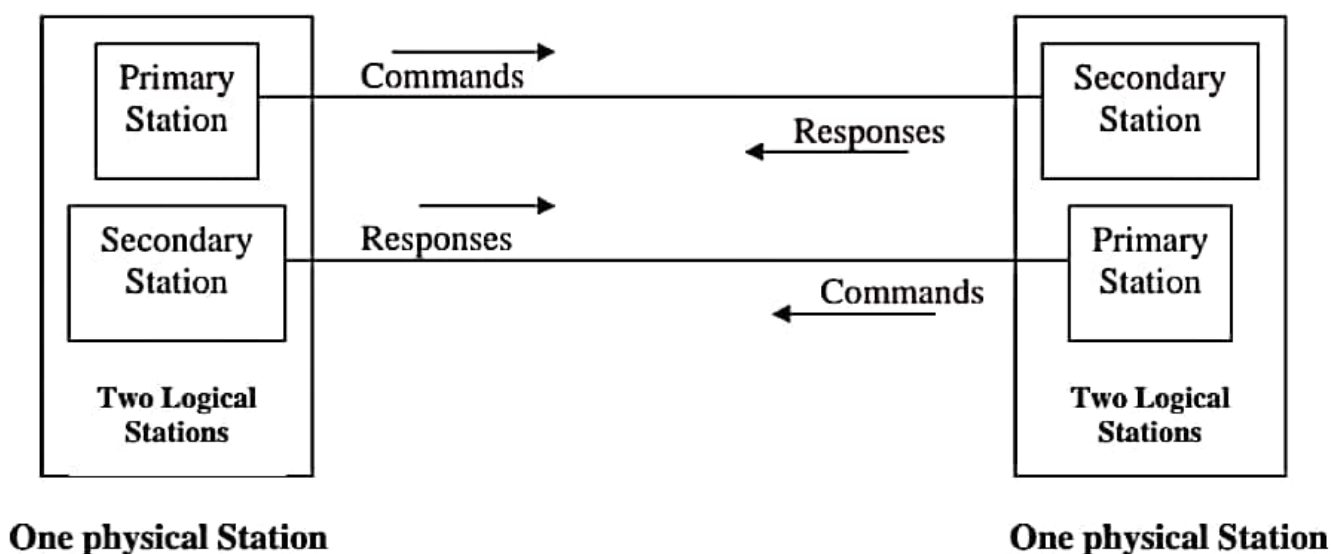 Primary
Station
Commands
Secondary
Station
Responses
Secondary
Station
Responses
Primary
Station
Commands
Two Logical
Stations
Two Logical
Stations
One physical Station
One physical Station